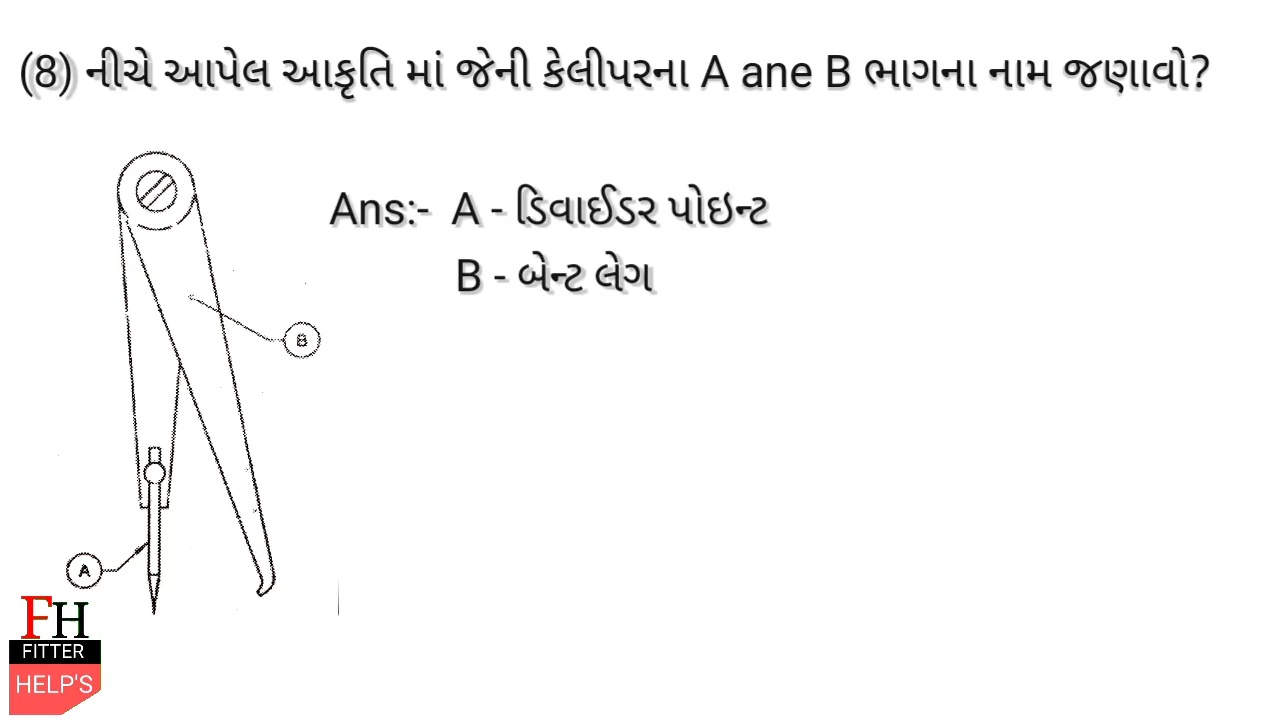 (8) નીચે આપેલ આકૃતિ માં જેની કેલીપરના A ane B ભાગના નામ જણાવો?
Ans:- A - ડિવાઈડર પોઇન્ટ
B - બેન્ટ લેગ
B
A
FH
FITTER
HELP'S